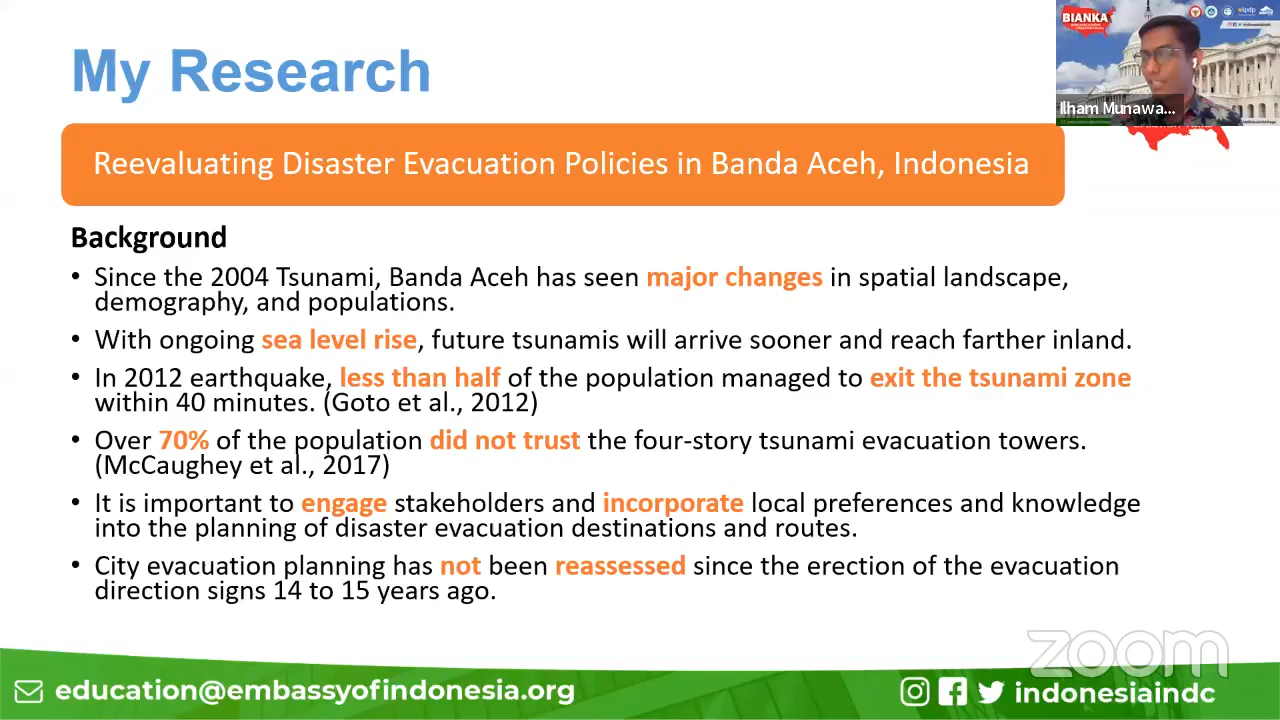 My Research
BIANKA
lpdp
Ilham Munawa...
Reevaluating Disaster Evacuation Policies in Banda Aceh, Indonesia
Background
• Since the 2004 Tsunami, Banda Aceh has seen major changes in spatial landscape,
demography, and populations.
• With ongoing sea level rise, future tsunamis will arrive sooner and reach farther inland.
• In 2012 earthquake, less than half of the population managed to exit the tsunami zone
within 40 minutes. (Goto et al., 2012)
• Over 70% of the population did not trust the four-story tsunami evacuation towers.
(McCaughey et al., 2017)
• It is important to engage stakeholders and incorporate local preferences and knowledge
into the planning of disaster evacuation destinations and routes.
• City evacuation planning has not been reassessed since the erection of the evacuation
direction signs 14 to 15 years ago.
zoom
education@embassyofindonesia.org
indonesiaindc